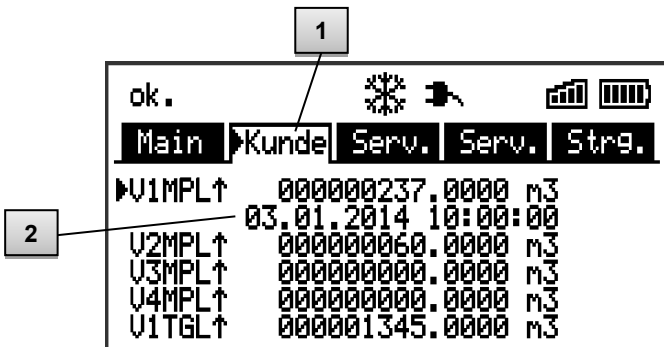 1
ok.
Main Kunde Serv. Serv. Strg.
V1MPL↑ 000000237.0000 m3
2
03.01.2014 10:00:00
V2MPL↑ 000000060.0000 m3
V3MPL↑ 000000000.0000 m3
V4MPL↑ 000000000.0000 m3
V1TGL↑ 000001345.0000 m3